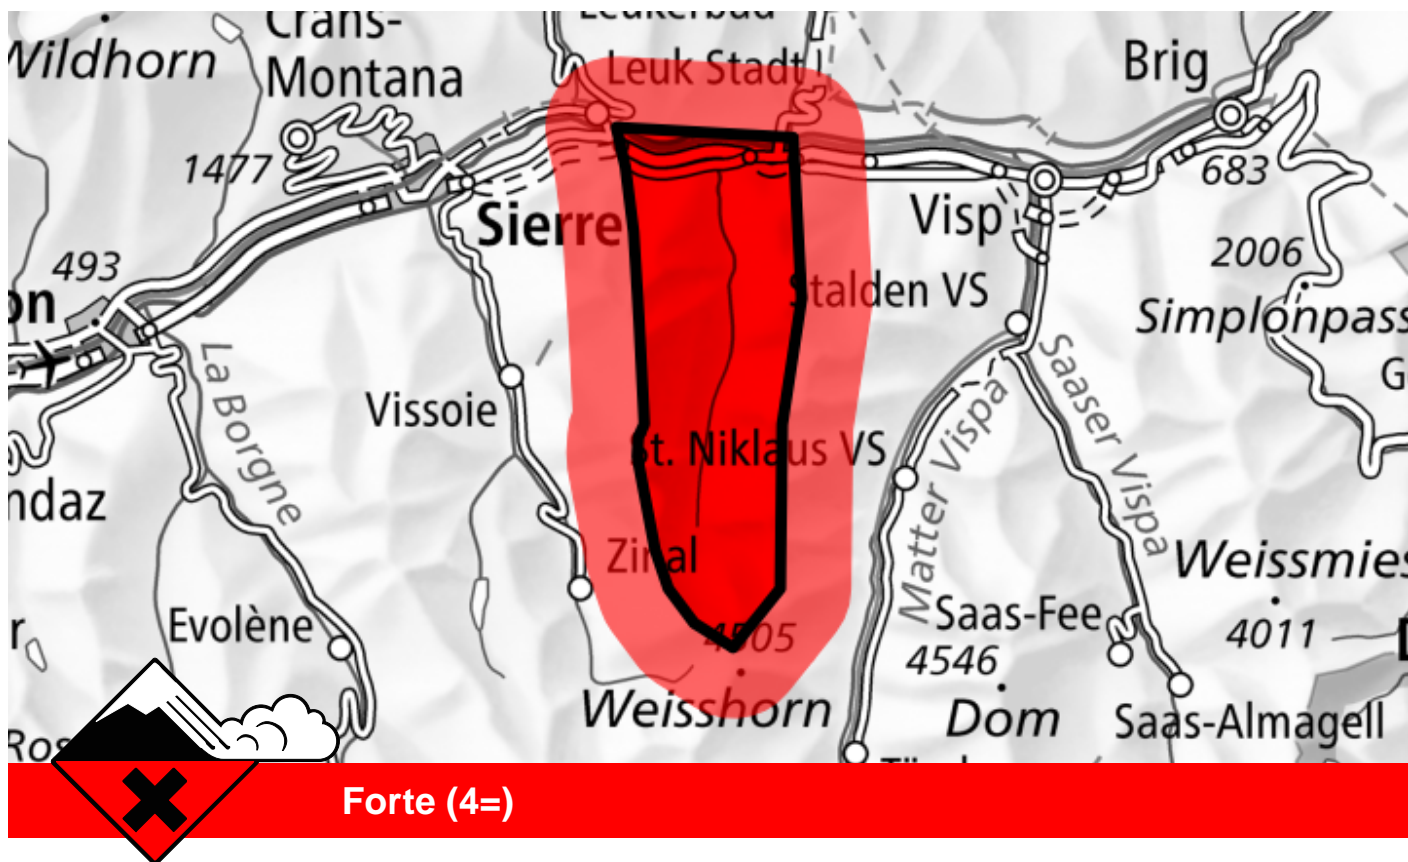 Crans-
Montana
Wildhorn
Leuk Stadt
Brig
1477
683
Sierre
Visp
2006
493
Stalden VS
Simplonpass
La Borgne
Saaser Vispa
Vissoie
St. Niklaus VS
Matter Vispa
Zinal
Weissmies
Evolène
4505
Saas-Fee
4011
4546
Weisshorn
Dom
Saas-Almagell
Forte (4=)